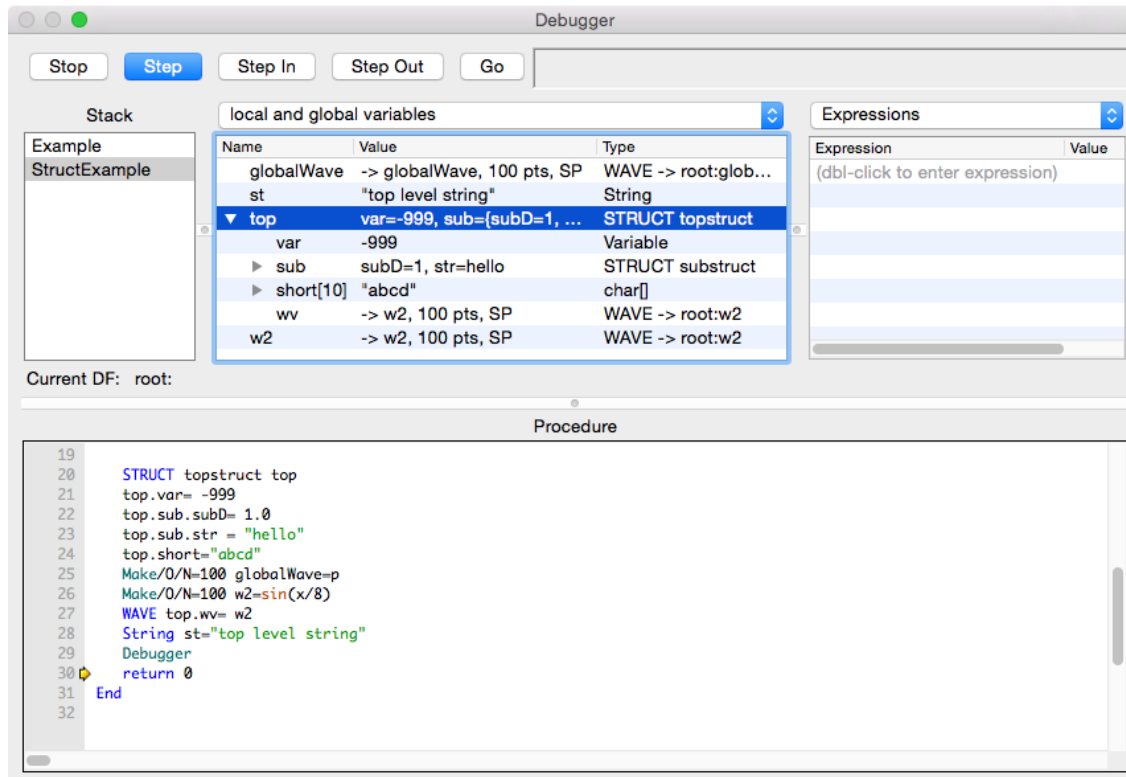 Debugger
Stop Step Step In Step Out Go
Stack local and global variables Expressions
Example
StructExample
Name Value Type
globalWave -> globalWave, 100 pts, SP WAVE -> root:glob...
st "top level string" String
top var=-999, sub={subD=1, ... STRUCT topstruct
var -999 Variable
sub subD=1, str=hello STRUCT substruct
short[10] "abcd" char[]
wv -> w2, 100 pts, SP WAVE -> root:w2
w2 -> w2, 100 pts, SP WAVE -> root:w2
Expression Value
(dbl-click to enter expression)
Current DF: root:
Procedure
19
20 STRUCT topstruct top
21 top.var= -999
22 top.sub.subD= 1.0
23 top.sub.str = "hello"
24 top.short="abcd"
25 Make/O/N=100 globalWave=p
26 Make/O/N=100 w2=sin(x/8)
27 WAVE top.wv= w2
28 String st="top level string"
29 Debugger
30 return 0
31 End
32